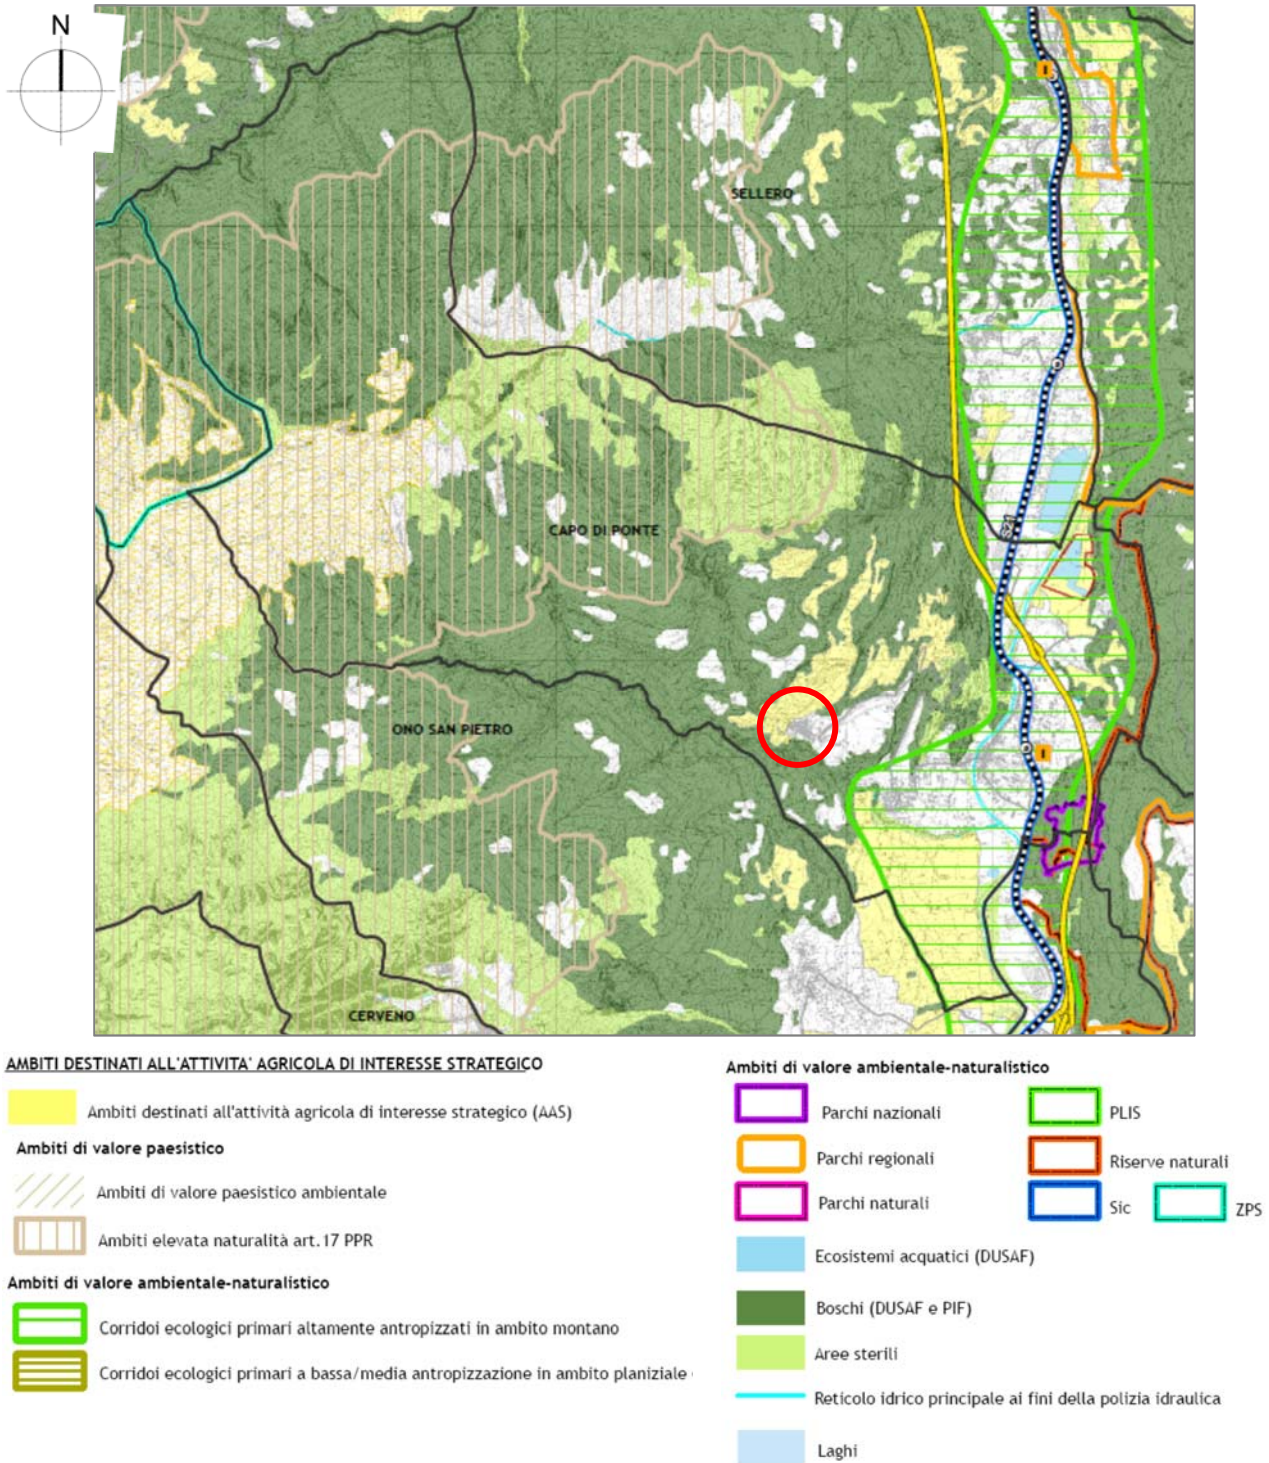 N
SELLERO
CAPO DI PONTE
ONO SAN PIETRO
CERVENO
AMBITI DESTINATI ALL'ATTIVITA' AGRICOLA DI INTERESSE STRATEGICO
Ambiti destinati all'attività agricola di interesse strategico (AAS)
Ambiti di valore paesistico
Ambiti di valore paesistico ambientale
Ambiti elevata naturalità art.17 PPR
Ambiti di valore ambientale-naturalistico
Corridoi ecologici primari altamente antropizzati in ambito montano
Corridoi ecologici primari a bassa/media antropizzazione in ambito planiziale
Ambiti di valore ambientale-naturalistico
Parchi nazionali
PLIS
Parchi regionali
Riserve naturali
Parchi naturali
Sic
ZPS
Ecosistemi acquatici (DUSAF)
Boschi (DUSAF e PIF)
Aree sterili
Reticolo idrico principale ai fini della polizia idraulica
Laghi